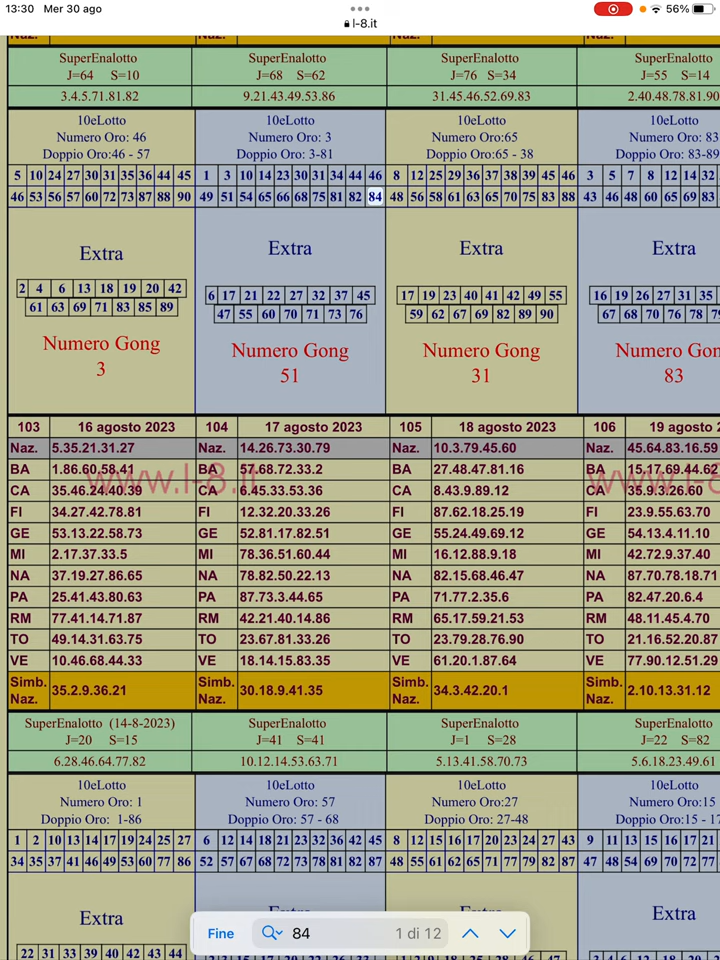 13:30 Mer 30 ago 56%
l-8.it
SuperEnalotto SuperEnalotto SuperEnalotto SuperEnalotto
J=64 S=10 J=68 S=62 J=76 S=34 J=55 S=14
3.4.5.71.81.82 9.21.43.49.53.86 31.45.46.52.69.83 2.40.48.78.81.90
10eLotto 10eLotto 10eLotto 10eLotto
Numero Oro: 46 Numero Oro: 3 Numero Oro:65 Numero Oro: 83
Doppio Oro:46 - 57 Doppio Oro: 3-81 Doppio Oro:65 - 38 Doppio Oro: 83-89
5 10 24 27 30 31 35 36 44 45 1 3 10 14 23 30 31 34 44 46 8 12 25 29 36 37 38 39 45 46 3 5 7 8 12 14 32
46 53 56 57 60 72 73 87 88 90 49 51 54 65 66 68 75 81 82 84 48 56 58 61 63 65 70 75 83 88 43 46 48 60 65 69 83
Extra Extra Extra Extra
2 4 6 13 18 19 20 42 6 17 21 22 27 32 37 45 17 19 23 40 41 42 49 55 16 19 26 27 31 35
61 63 69 71 83 85 89 47 55 60 70 71 73 76 59 62 67 69 82 89 90 67 68 70 76 78
Numero Gong Numero Gong Numero Gong Numero Gon
3 51 31 83
103 16 agosto 2023 104 17 agosto 2023 105 18 agosto 2023 106 19 agosto 2
Naz. 5.35.21.31.27 Naz. 14.26.73.30.79 Naz. 10.3.79.45.60 Naz. 45.64.83.16.59
BA 1.86.60.58.41 BA 57.68.72.33.2 BA 27.48.47.81.16 BA 15.17.69.44.62
www.l-8.it
CA 35.46.24.40.39 CA 6.45.33.53.36 CA 8.43.9.89.12 CA 35.9.3.26.60
FI 34.27.42.78.81 FI 12.32.20.33.26 FI 87.62.18.25.19 FI 23.9.55.63.70
GE 53.13.22.58.73 GE 52.81.17.82.51 GE 55.24.49.69.12 GE 54.13.4.11.10
MI 2.17.37.33.5 MI 78.36.51.60.44 MI 16.12.88.9.18 MI 42.72.9.37.40
NA 37.19.27.86.65 NA 78.82.50.22.13 NA 82.15.68.46.47 NA 87.70.78.18.71
PA 25.41.43.80.63 PA 87.73.3.44.65 PA 71.77.2.35.6 PA 82.47.20.6.4
RM 77.41.14.71.87 RM 42.21.40.14.86 RM 65.17.59.21.53 RM 48.11.45.4.70
TO 49.14.31.63.75 TO 23.67.81.33.26 TO 23.79.28.76.90 TO 21.16.52.20.87
VE 10.46.68.44.33 VE 18.14.15.83.35 VE 61.20.1.87.64 VE 77.90.12.51.29
Simb. Simb. Simb. Simb.
Naz. 35.2.9.36.21 Naz. 30.18.9.41.35 Naz. 34.3.42.20.1 Naz. 2.10.13.31.12
SuperEnalotto (14-8-2023) SuperEnalotto SuperEnalotto SuperEnalotto
J=20 S=15 J=41 S=41 J=1 S=28 J=22 S=82
6.28.46.64.77.82 10.12.14.53.63.71 5.13.41.58.70.73 5.6.18.23.49.61
10eLotto 10eLotto 10eLotto 10eLotto
Numero Oro: 1 Numero Oro: 57 Numero Oro:27 Numero Oro:15
Doppio Oro: 1-86 Doppio Oro: 57 - 68 Doppio Oro: 27-48 Doppio Oro:15 - 17
1 2 10 13 14 17 19 24 25 27 6 12 14 18 21 23 32 36 42 45 8 12 15 16 17 20 23 24 27 43 9 11 13 15 16 17 21
34 35 37 41 46 49 53 60 77 86 52 57 67 68 72 73 78 81 82 87 48 55 61 62 65 71 77 79 82 87 47 48 54 69 70 72 77
Extra Extra Extra
22 31 33 39 40 42 43 44
Fine 84 1 di 12